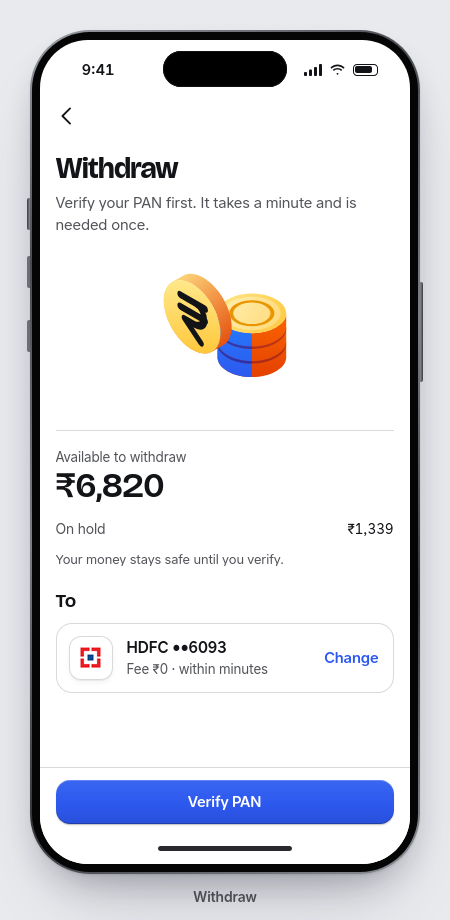 9:41
Withdraw
Verify your PAN first. It takes a minute and is
needed once.
₹
Available to withdraw
₹6,820
On hold ₹1,339
Your money stays safe until you verify.
To
HDFC ••6093
Fee ₹0 · within minutes
Change
Verify PAN
Withdraw